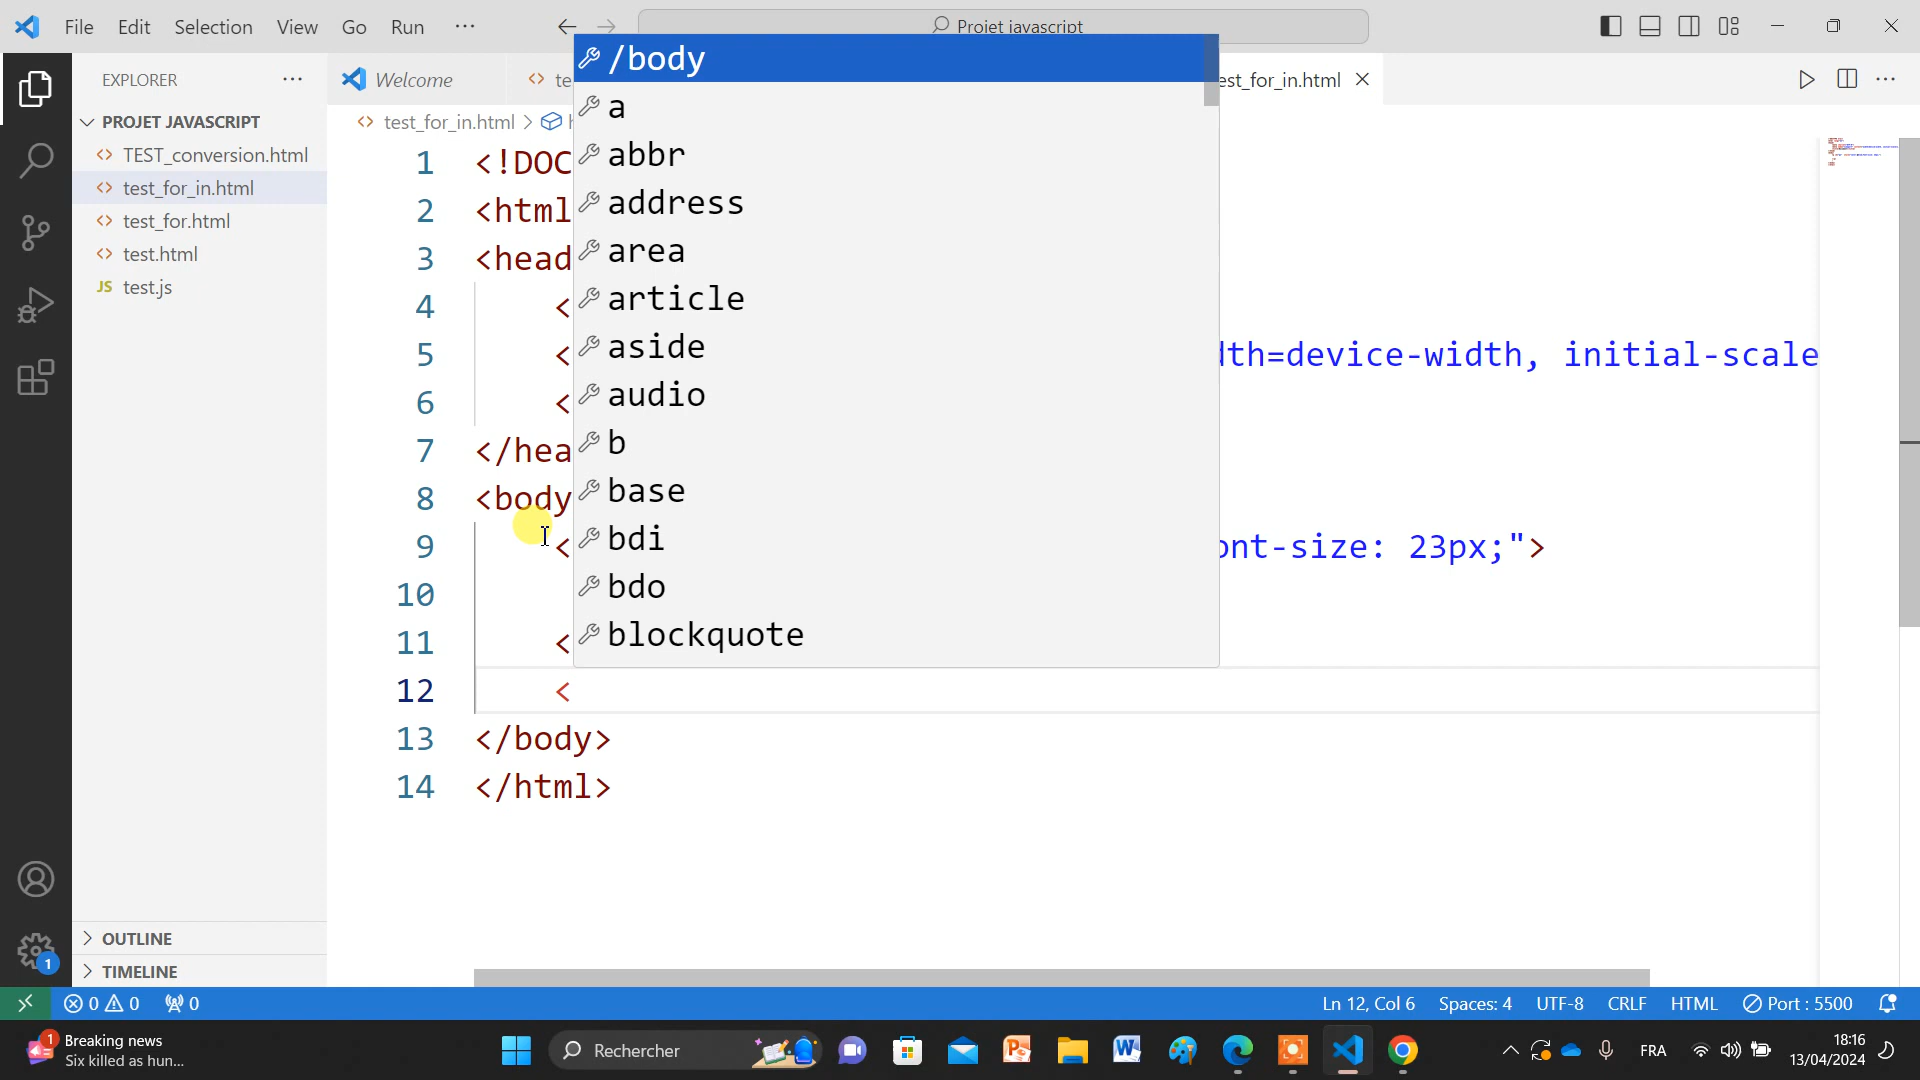 File Edit Selection View Go Run ··· Projet javascript
EXPLORER ··· Welcome
PROJET JAVASCRIPT
TEST_conversion.html
test_for_in.html
test_for.html
test.html
JS test.js
OUTLINE
TIMELINE
est_for_in.html
test_for_in.html
/body
a
abbr
address
area
article
aside
audio
b
base
bdi
bdo
blockquote
1 <!DOC
2 <html
3 <head
4 <
5 < dth=device-width, initial-scale
6 <
7 </hea
8 <body
9 < ont-size: 23px;">
10
11 <
12 <
13 </body>
14 </html>
1
0 0 0 Ln 12, Col 6 Spaces: 4 UTF-8 CRLF HTML Port : 5500
1 Breaking news
Six killed as hun...
Rechercher
FRA
18:16
13/04/2024